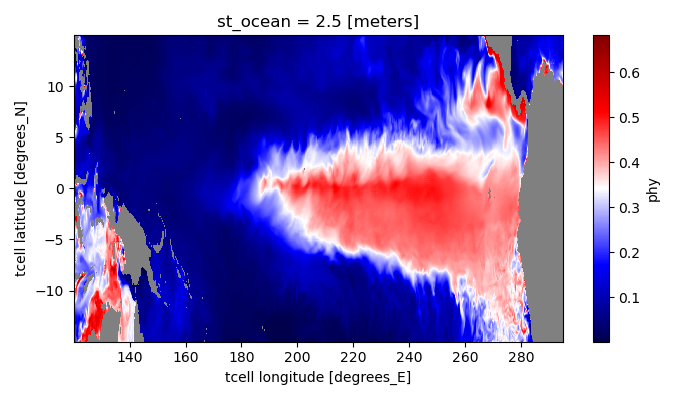 st_ocean = 2.5 [meters]
10
5
0
−5
−10
tcell latitude [degrees_N]
140 160 180 200 220 240 260 280
tcell longitude [degrees_E]
0.6
0.5
0.4
0.3
0.2
0.1
phy